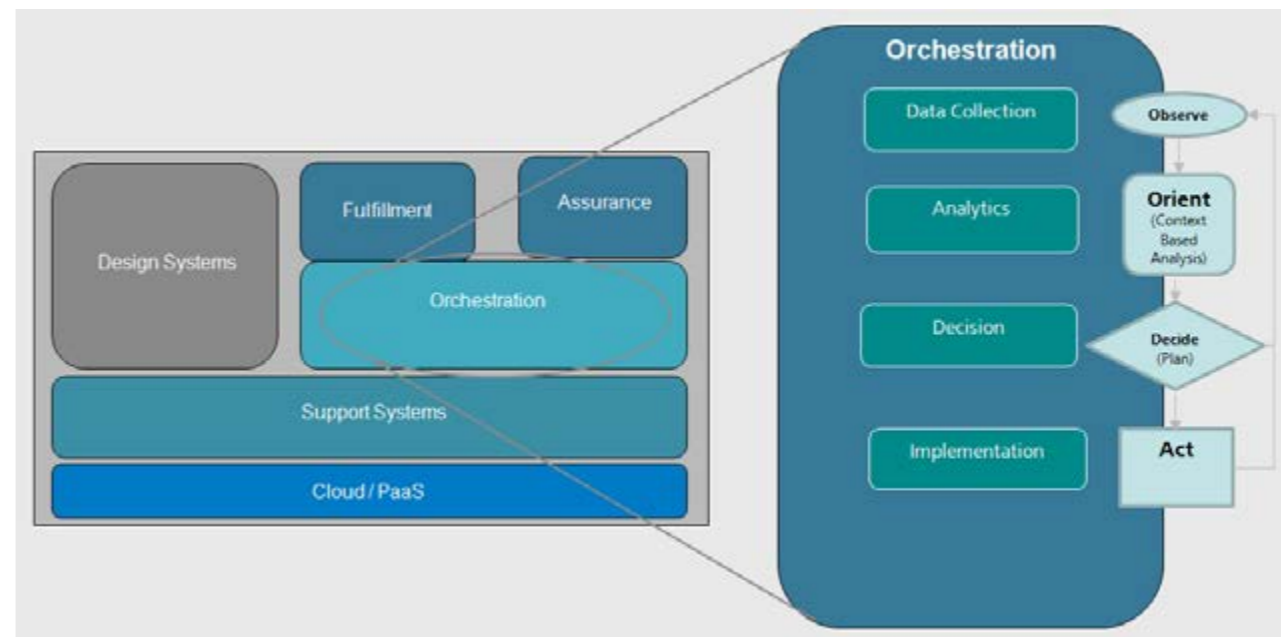 Orchestration
Data Collection
Observe
Analytics
Orient
(Context
Based
Analysis)
Decision
Decide
(Plan)
Implementation
Act
Fulfillment
Assurance
Design Systems
Orchestration
Support Systems
Cloud / PaaS